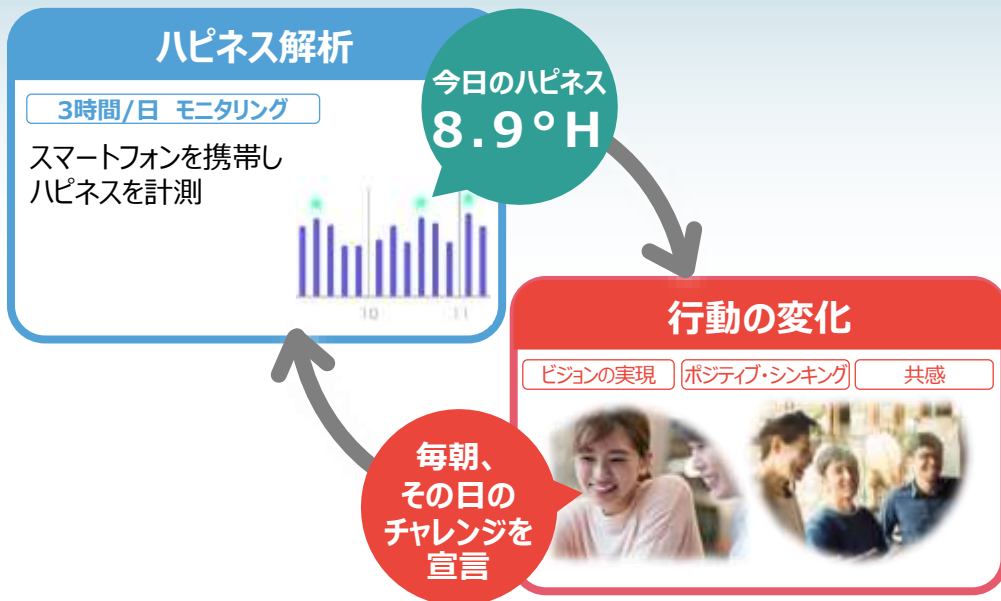 ハピネス解析
3時間/日 モニタリング
スマートフォンを携帯し
ハピネスを計測
今日のハピネス
8.9°H
10
11
行動の変化
ビジョンの実現
ポジティブ・シンキング
共感
毎朝、
その日の
チャレンジを
宣言